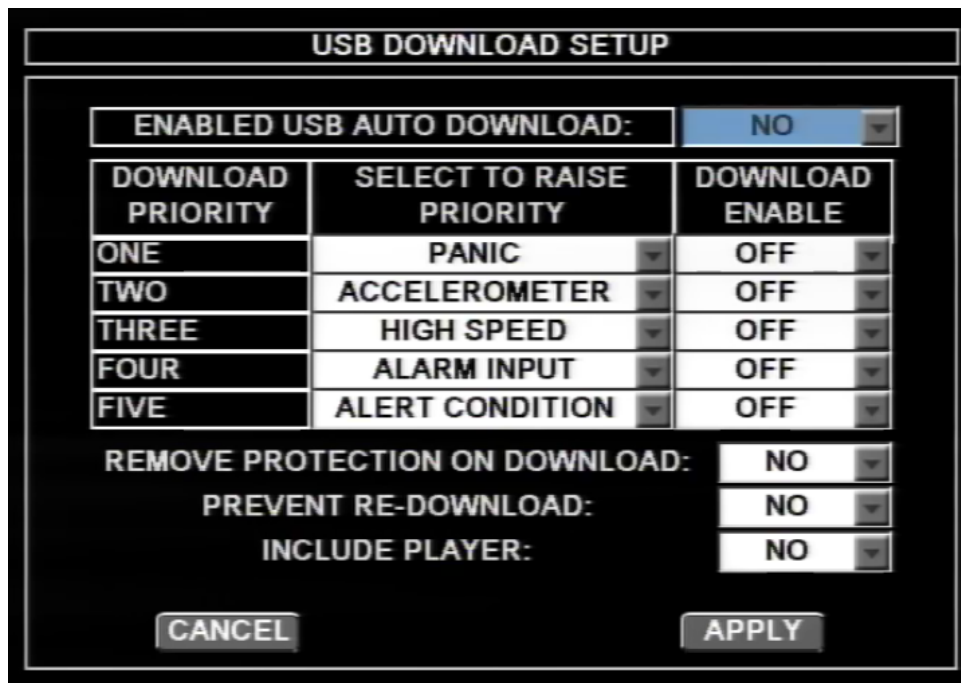 USB DOWNLOAD SETUP
ENABLED USB AUTO DOWNLOAD: NO
DOWNLOAD PRIORITY SELECT TO RAISE PRIORITY DOWNLOAD ENABLE
ONE PANIC OFF
TWO ACCELEROMETER OFF
THREE HIGH SPEED OFF
FOUR ALARM INPUT OFF
FIVE ALERT CONDITION OFF
REMOVE PROTECTION ON DOWNLOAD: NO
PREVENT RE-DOWNLOAD: NO
INCLUDE PLAYER: NO
CANCEL APPLY